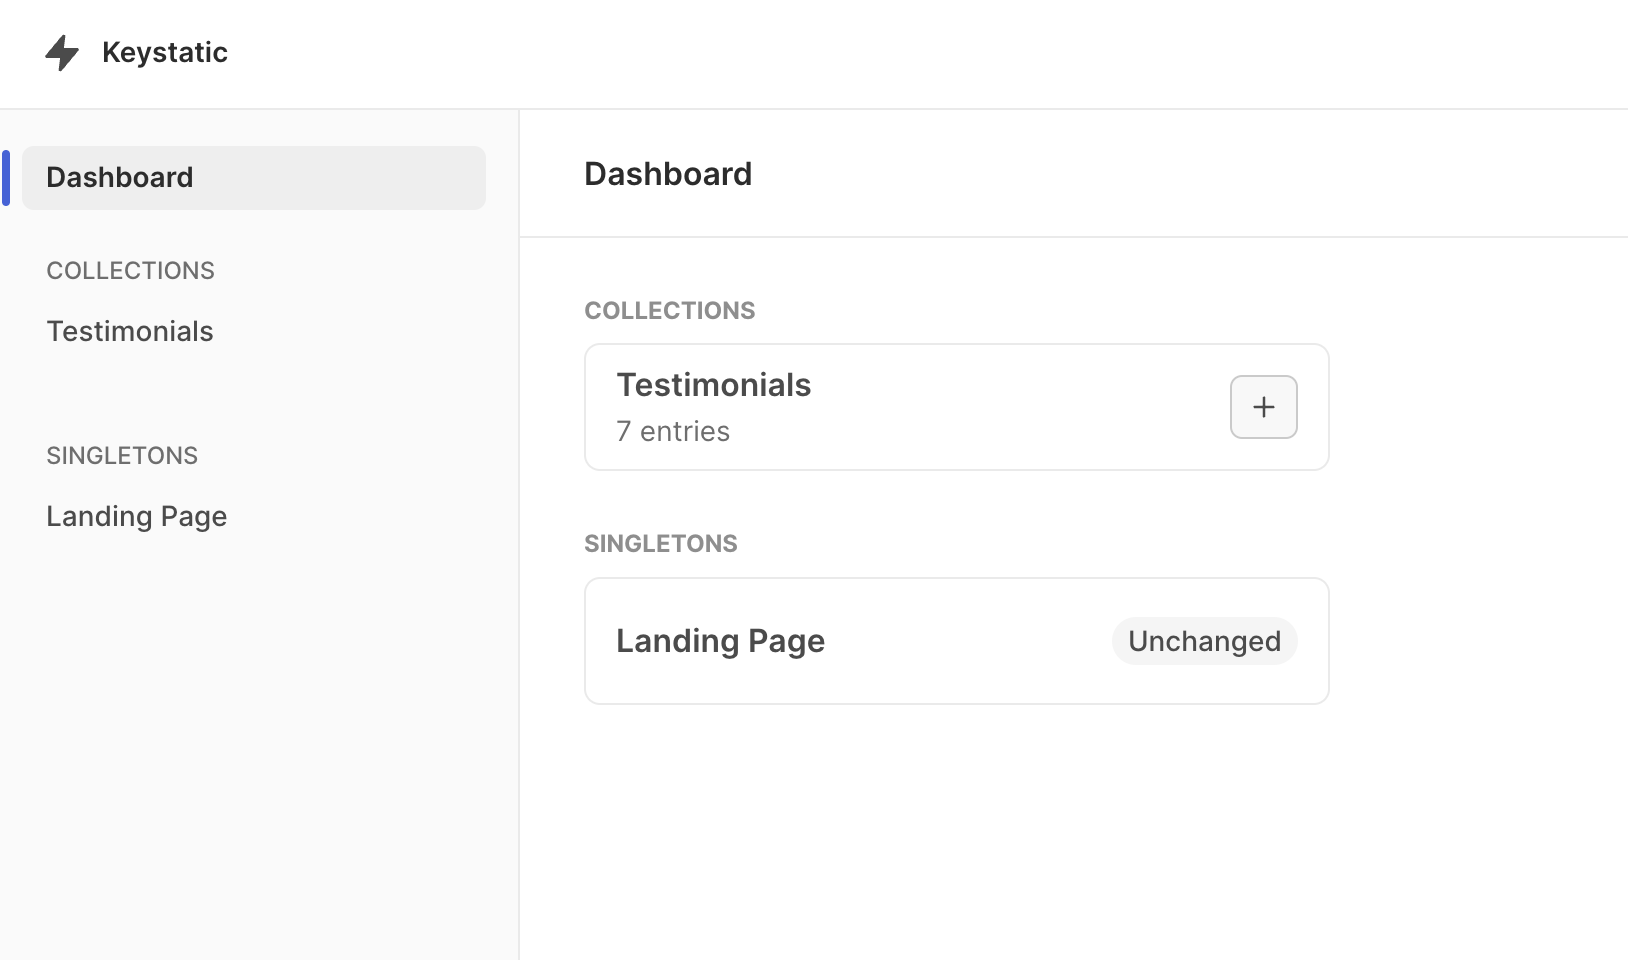 Keystatic
Dashboard
COLLECTIONS
Testimonials
SINGLETONS
Landing Page
Dashboard
COLLECTIONS
Testimonials
7 entries
SINGLETONS
Landing Page
Unchanged